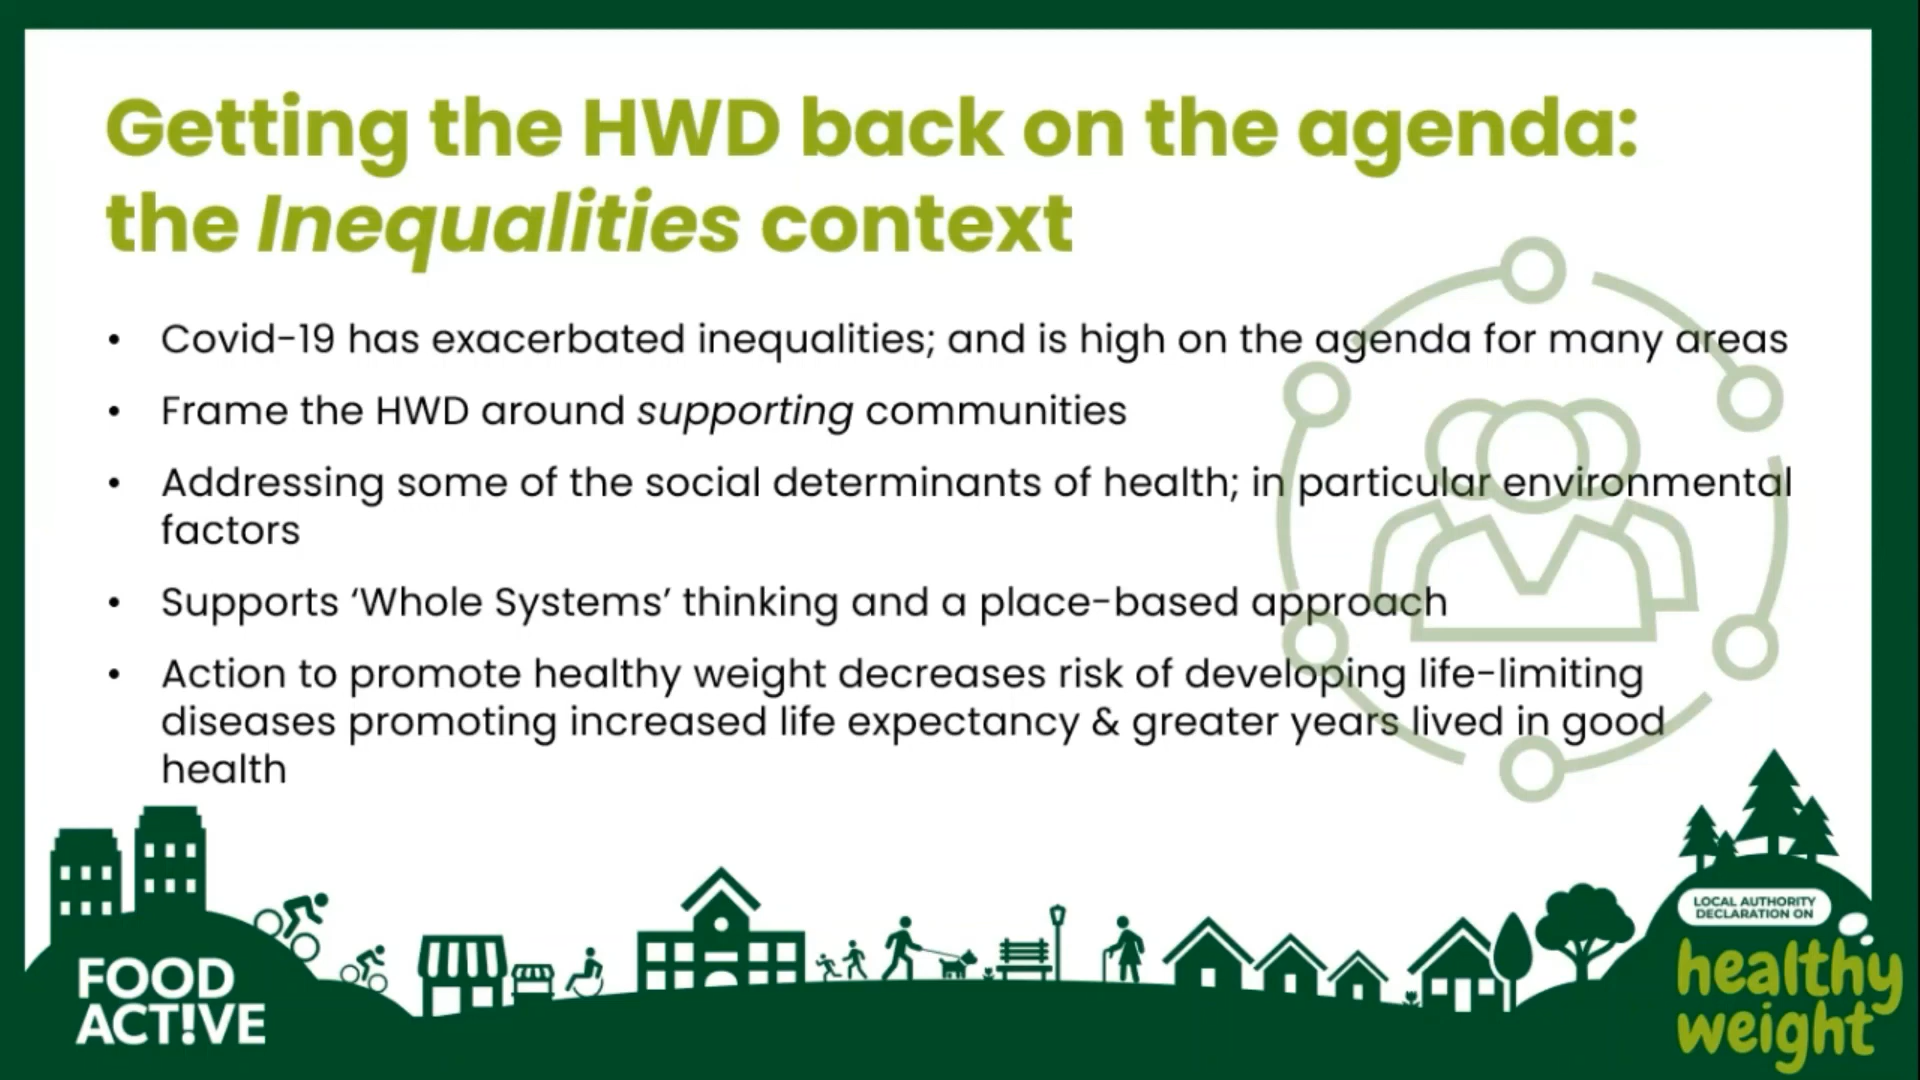 Getting the HWD back on the agenda:
the Inequalities context
• Covid-19 has exacerbated inequalities; and is high on the agenda for many areas
• Frame the HWD around supporting communities
• Addressing some of the social determinants of health; in particular environmental
factors
• Supports ‘Whole Systems’ thinking and a place-based approach
• Action to promote healthy weight decreases risk of developing life-limiting
diseases promoting increased life expectancy & greater years lived in good
health
FOOD
ACT!VE
LOCAL AUTHORITY
DECLARATION ON
healthy
weight